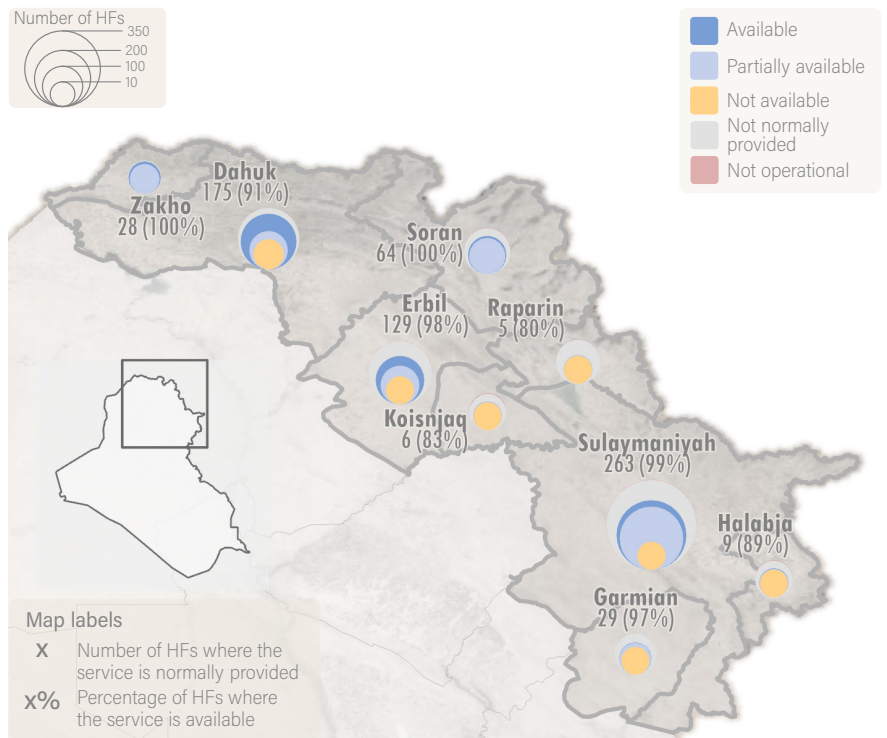 Number of HFs
350
200
100
10
Available
Partially available
Not available
Not normally
provided
Not operational
Dahuk
175 (91%)
Zakho
28 (100%)
Soran
64 (100%)
Erbil
129 (98%)
Raparin
5 (80%)
Koisnjaq
6 (83%)
Sulaymaniyah
263 (99%)
Halabja
9 (89%)
Garmian
29 (97%)
Map labels
x Number of HFs where the
service is normally provided
x% Percentage of HFs where
the service is available